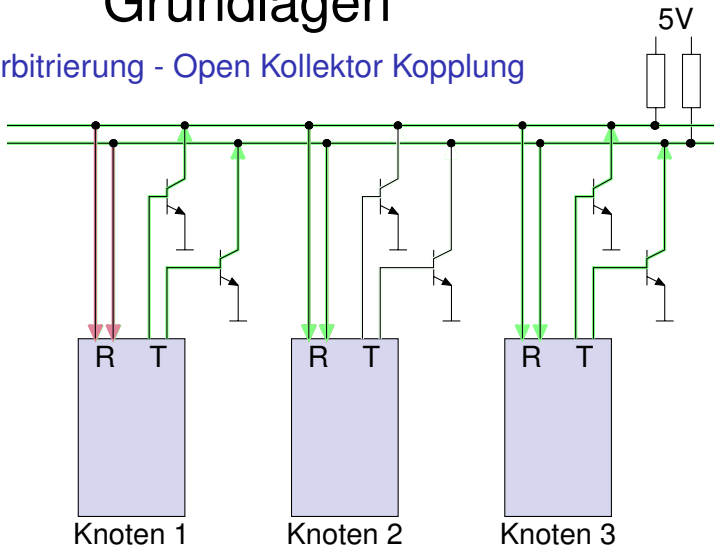 Grundlagen
5V
rbitrierung - Open Kollektor Kopplung
R T
R T
R T
Knoten 1
Knoten 2
Knoten 3